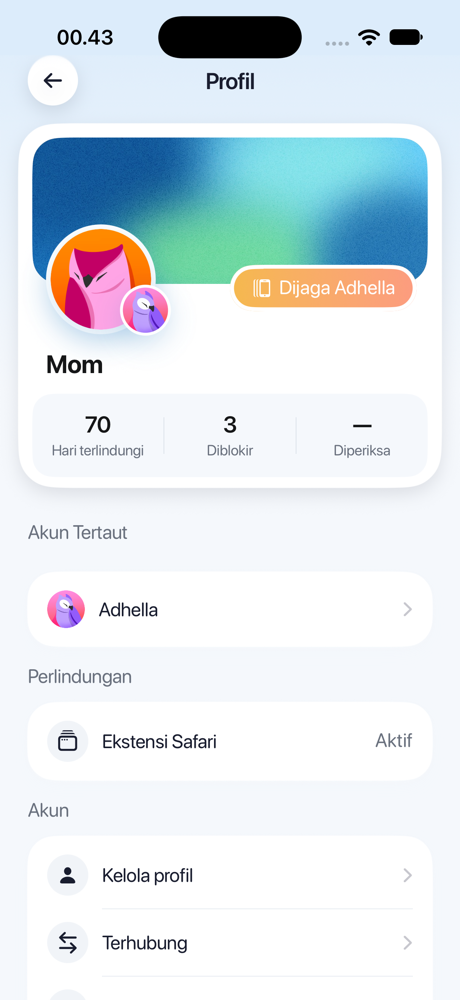 00.43
Profil
Dijaga Adhella
Mom
70
Hari terlindungi
3
Diblokir
—
Diperiksa
Akun Tertaut
Adhella
Perlindungan
Ekstensi Safari
Aktif
Akun
Kelola profil
Terhubung